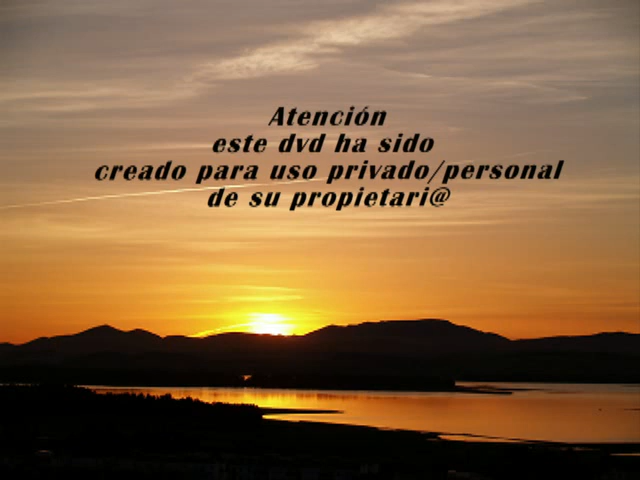 Atención
este dvd ha sido
creado para uso privado/personal
de su propietari@